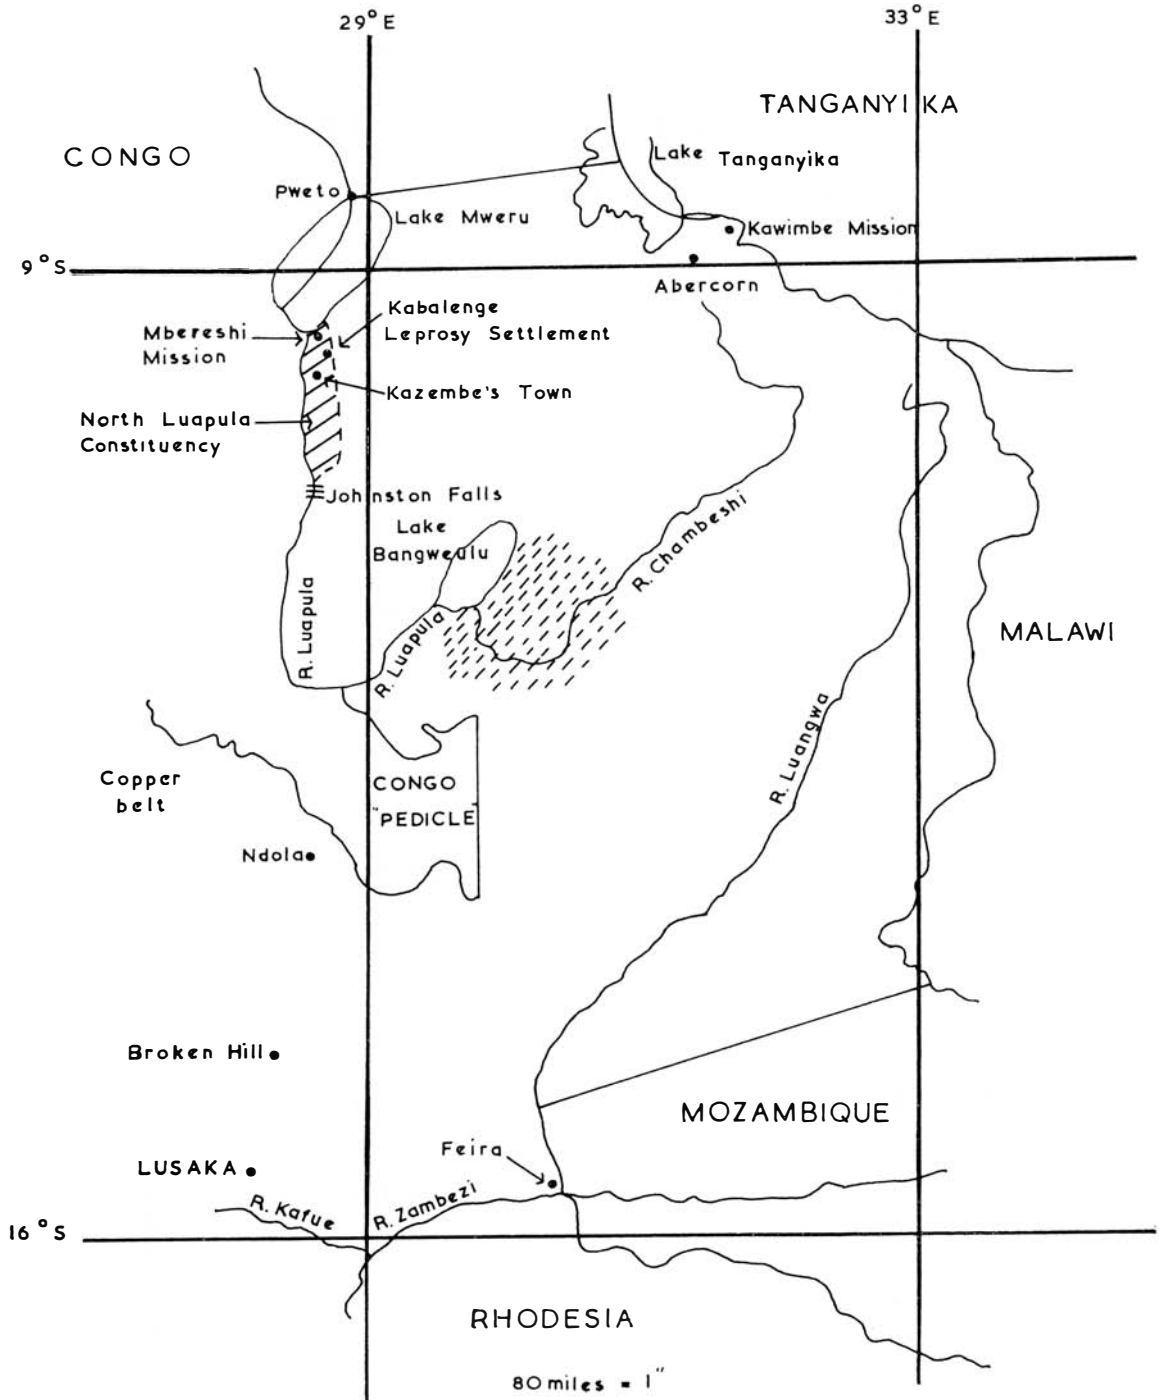 29°E
33°E
TANGANYIKA
CONGO
Lake Tanganyika
Pweto
Lake Mweru
Kawimbe Mission
9°S
Abercorn
Mbereshi
Mission
Kabalenge
Leprosy Settlement
Kazembe's Town
North Luapula
Constituency
Johnston Falls
Lake
Bangweulu
R. Chambeshi
R. Luapula
R. Luapula
MALAWI
R. Luangwa
Copper
belt
CONGO
"PEDICLE"
Ndola
Broken Hill
MOZAMBIQUE
Feira
LUSAKA
R. Kafue
R. Zambezi
16°S
RHODESIA
80 miles = 1"